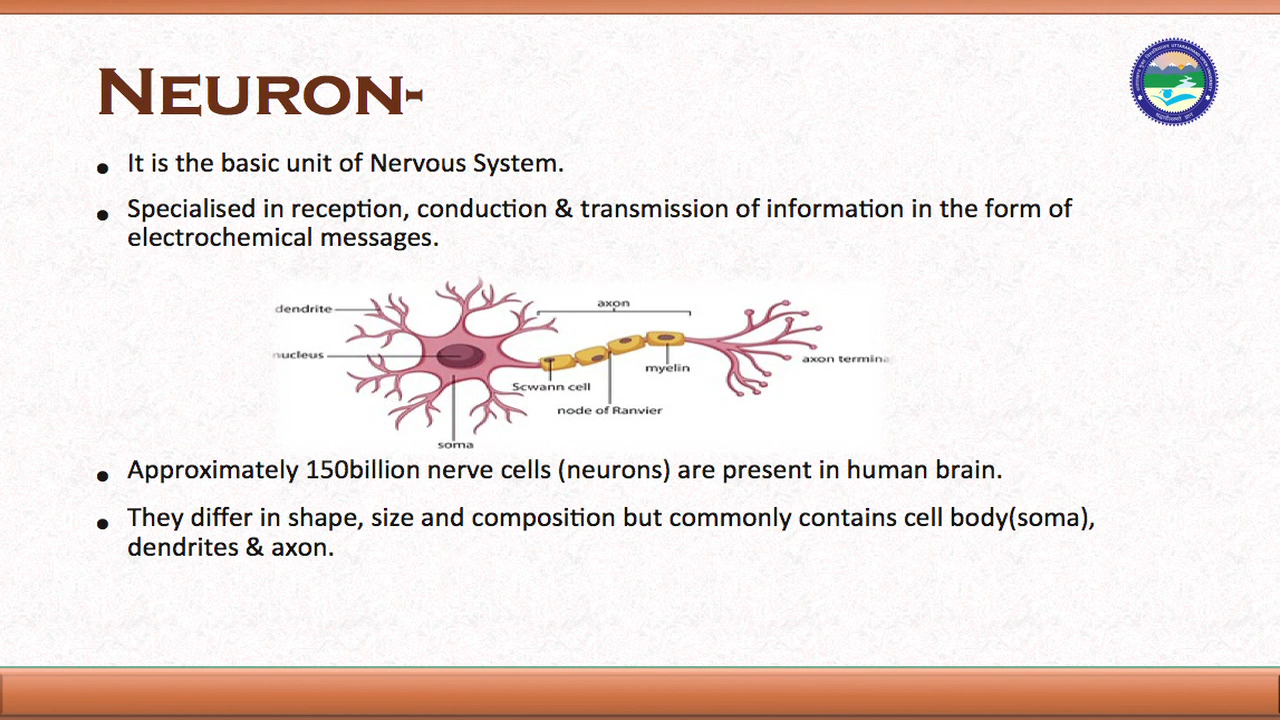 NEURON-
• It is the basic unit of Nervous System.
• Specialised in reception, conduction & transmission of information in the form of
electrochemical messages.
dendrite
axon
nucleus
axon termina
myelin
Scwann cell
node of Ranvier
soma
• Approximately 150billion nerve cells (neurons) are present in human brain.
• They differ in shape, size and composition but commonly contains cell body(soma),
dendrites & axon.